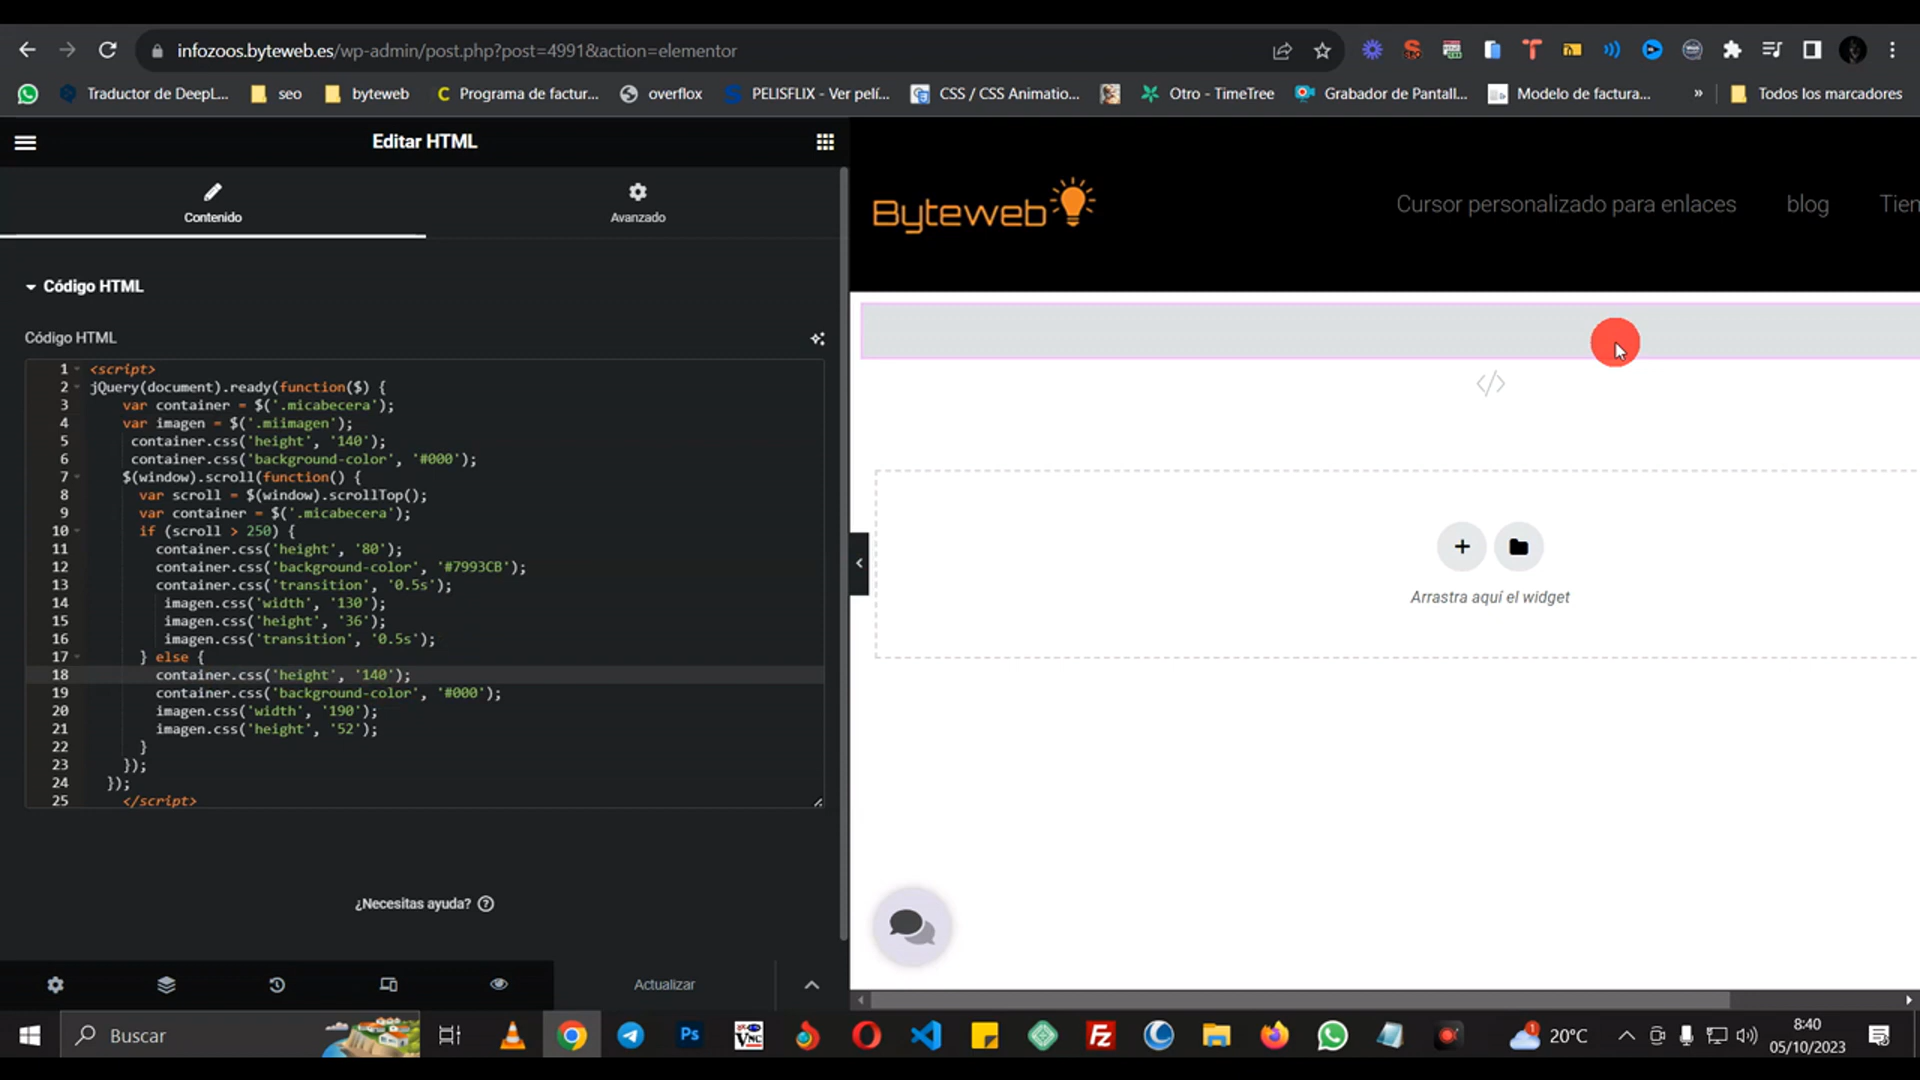 infozoos.byteweb.es/wp-admin/post.php?post=4991&action=elementor
Traductor de DeepL... seo byteweb Programa de factur... overflox PELISFLIX - Ver pelí... CSS / CSS Animatio... Otro - TimeTree Grabador de Pantall... Modelo de factura... » Todos los marcadores
Editar HTML
Contenido
Avanzado
Código HTML
Código HTML
1 <script>
2 jQuery(document).ready(function($) {
3 var container = $('.micabecera');
4 var imagen = $('.miimagen');
5 container.css('height', '140');
6 container.css('background-color', '#000');
7 $(window).scroll(function() {
8 var scroll = $(window).scrollTop();
9 var container = $('.micabecera');
10 if (scroll > 250) {
11 container.css('height', '80');
12 container.css('background-color', '#7993CB');
13 container.css('transition', '0.5s');
14 imagen.css('width', '130');
15 imagen.css('height', '36');
16 imagen.css('transition', '0.5s');
17 } else {
18 container.css('height', '140');
19 container.css('background-color', '#000');
20 imagen.css('width', '190');
21 imagen.css('height', '52');
22 }
23 });
24 });
25 </script>
¿Necesitas ayuda?
Actualizar
Byteweb
Cursor personalizado para enlaces blog Tien
</>
Arrastra aquí el widget
Buscar
Ps
20°C
8:40
05/10/2023